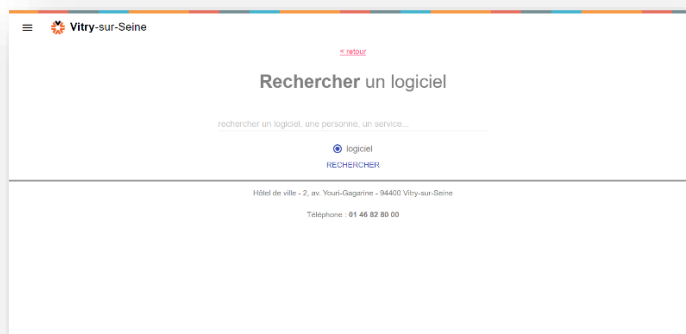 Vitry-sur-Seine
< retour
Rechercher un logiciel
rechercher un logiciel, une personne, un service...
logiciel
RECHERCHER
Hôtel de ville - 2, av. Youri-Gagarine - 94400 Vitry-sur-Seine
Téléphone : 01 46 82 80 00